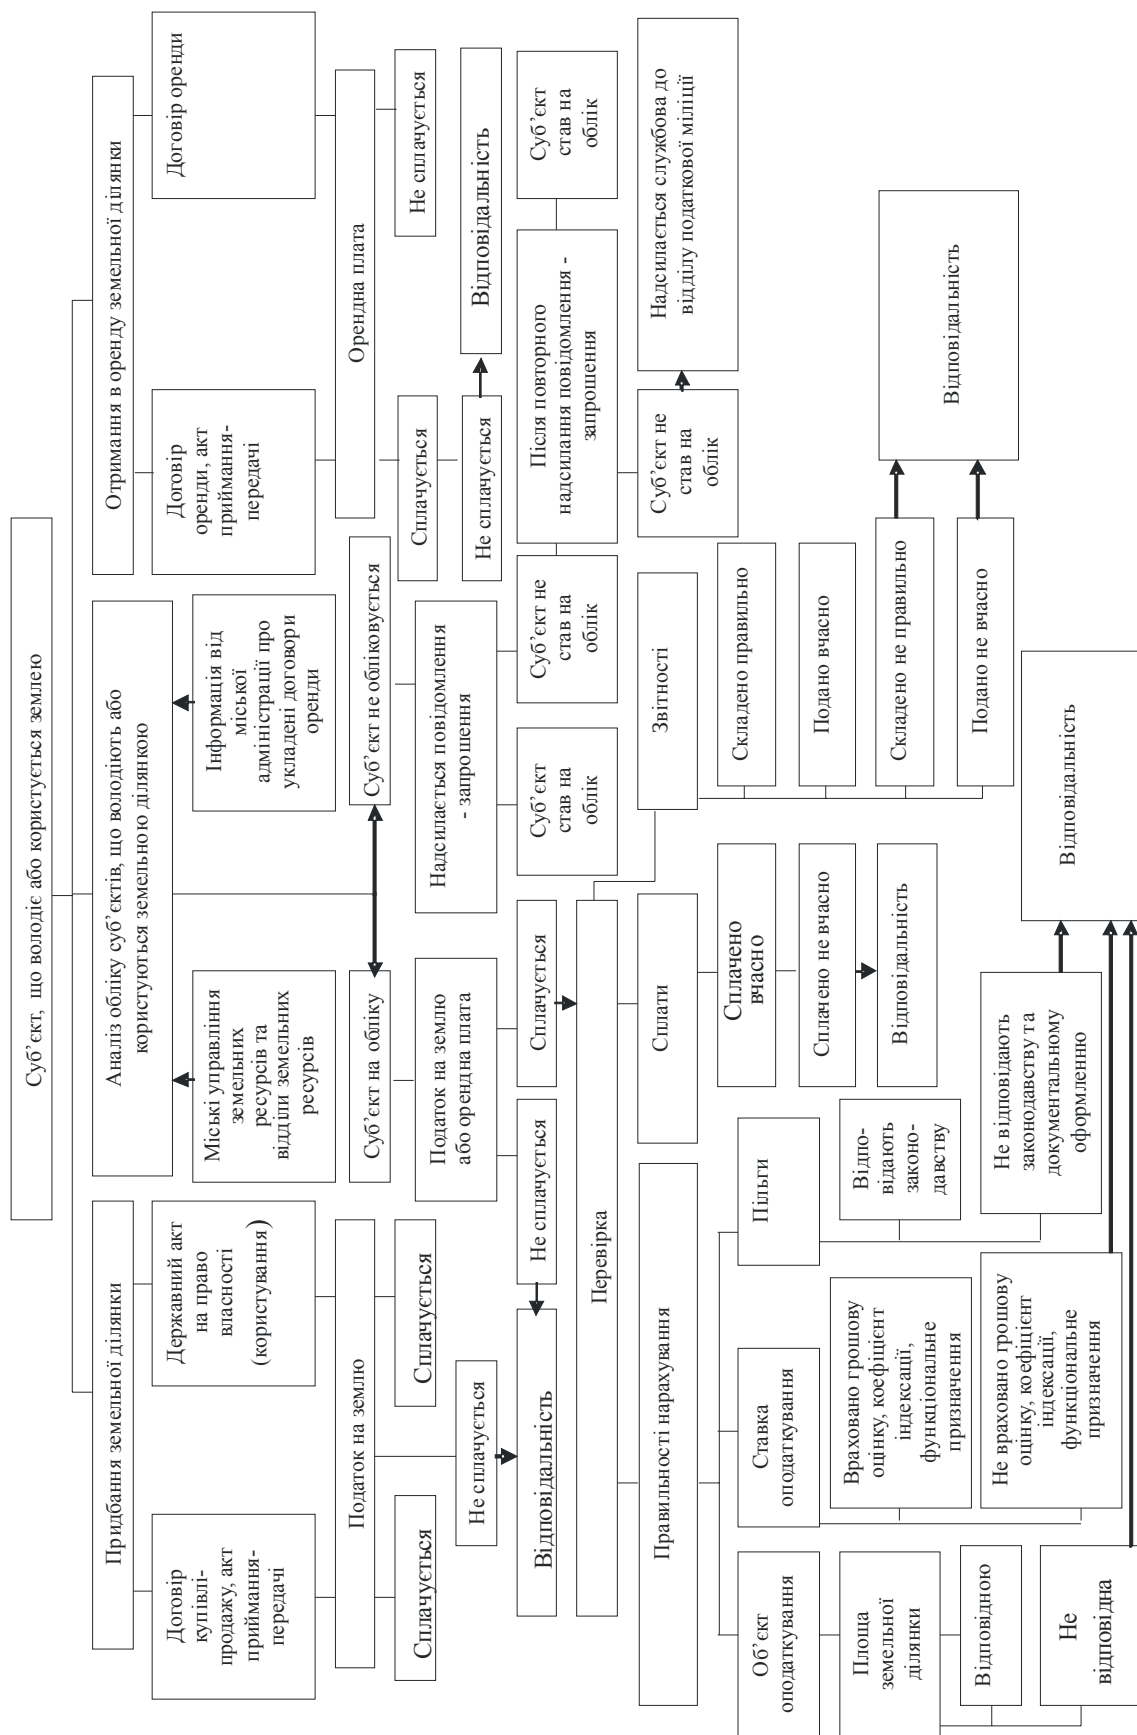 Суб’єкт, що володіє або користується землею
Придбання земельної ділянки
Аналіз обліку суб’єктів, що володіють або
користуються земельною ділянкою
Отримання в оренду земельної ділянки
Договір
купівлі-
продажу, акт
приймання-
передачі
Державний акт
на право
власності
(користування)
Міські управління
земельних
ресурсів та
відділи земельних
ресурсів
Інформація від
міської
адміністрації про
укладені договори
оренди
Договір
оренди, акт
приймання-
передачі
Договір оренди
Податок на землю
Суб’єкт на обліку
Суб’єкт не обліковується
Орендна плата
Сплачується
Сплачується
Податок на землю
або орендна плата
Надсилається повідомлення
- запрошення
Сплачується
Не сплачується
Не сплачується
Не сплачується
Відповідальність
Відповідальність
Не сплачується
Сплачується
Суб’єкт
став на
облік
Суб’єкт не
став на
облік
Після повторного
надсилання повідомлення -
запрошення
Суб’єкт
став на
облік
Перевірка
Правильності нарахування
Сплати
Звітності
Суб’єкт не
став на
облік
Надсилається службова до
відділу податкової міліції
Об’єкт
оподаткування
Ставка
оподаткування
Пільги
Сплачено
вчасно
Складено правильно
Площа
земельної
ділянки
Враховано грошову
оцінку, коефіцієнт
індексації,
функціональне
призначення
Відпо-
відають
законо-
давству
Сплачено не вчасно
Подано вчасно
Відповідальність
Складено не правильно
Відповідальність
Відповідною
Не враховано грошову
оцінку, коефіцієнт
індексації,
функціональне
призначення
Не відповідають
законодавству та
документальному
оформленню
Подано не вчасно
Не
відповідна
Відповідальність